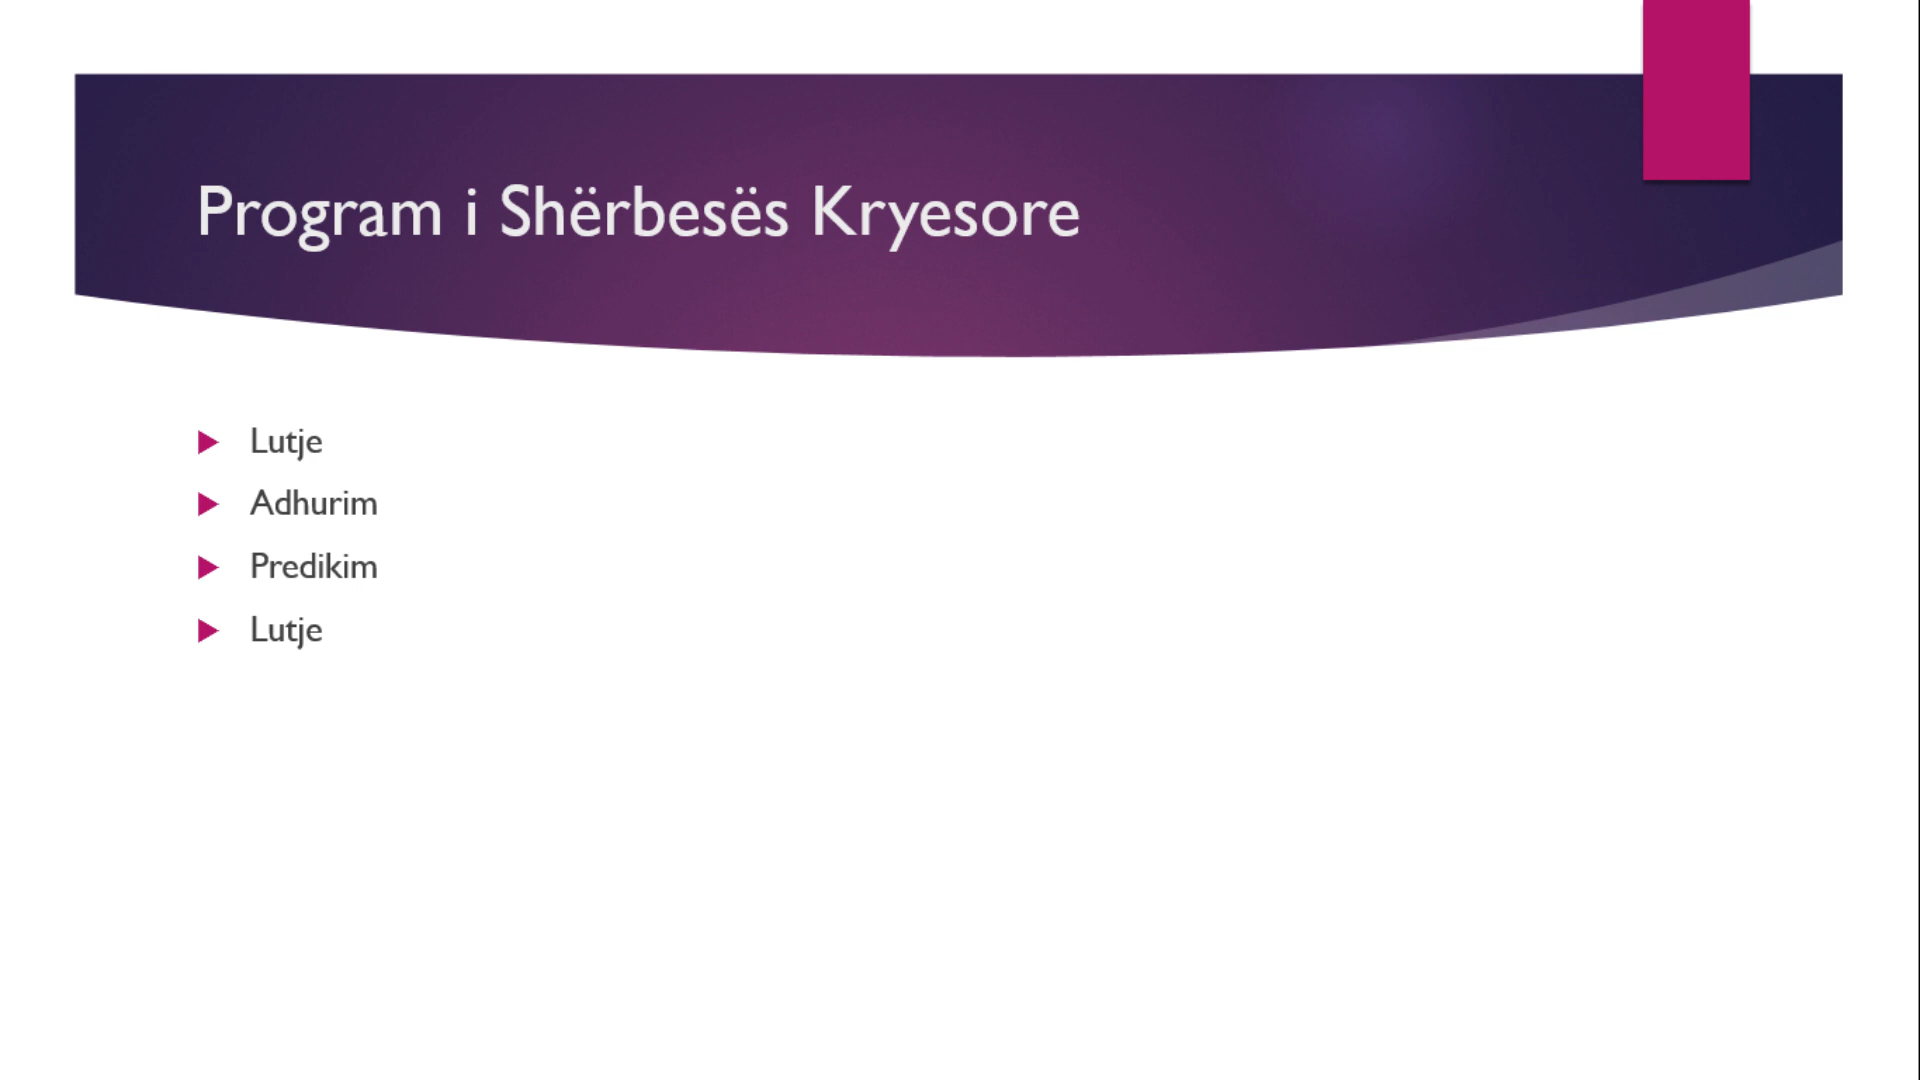 Program i Shërbesës Kryesore
Lutje
Adhurim
Predikim
Lutje